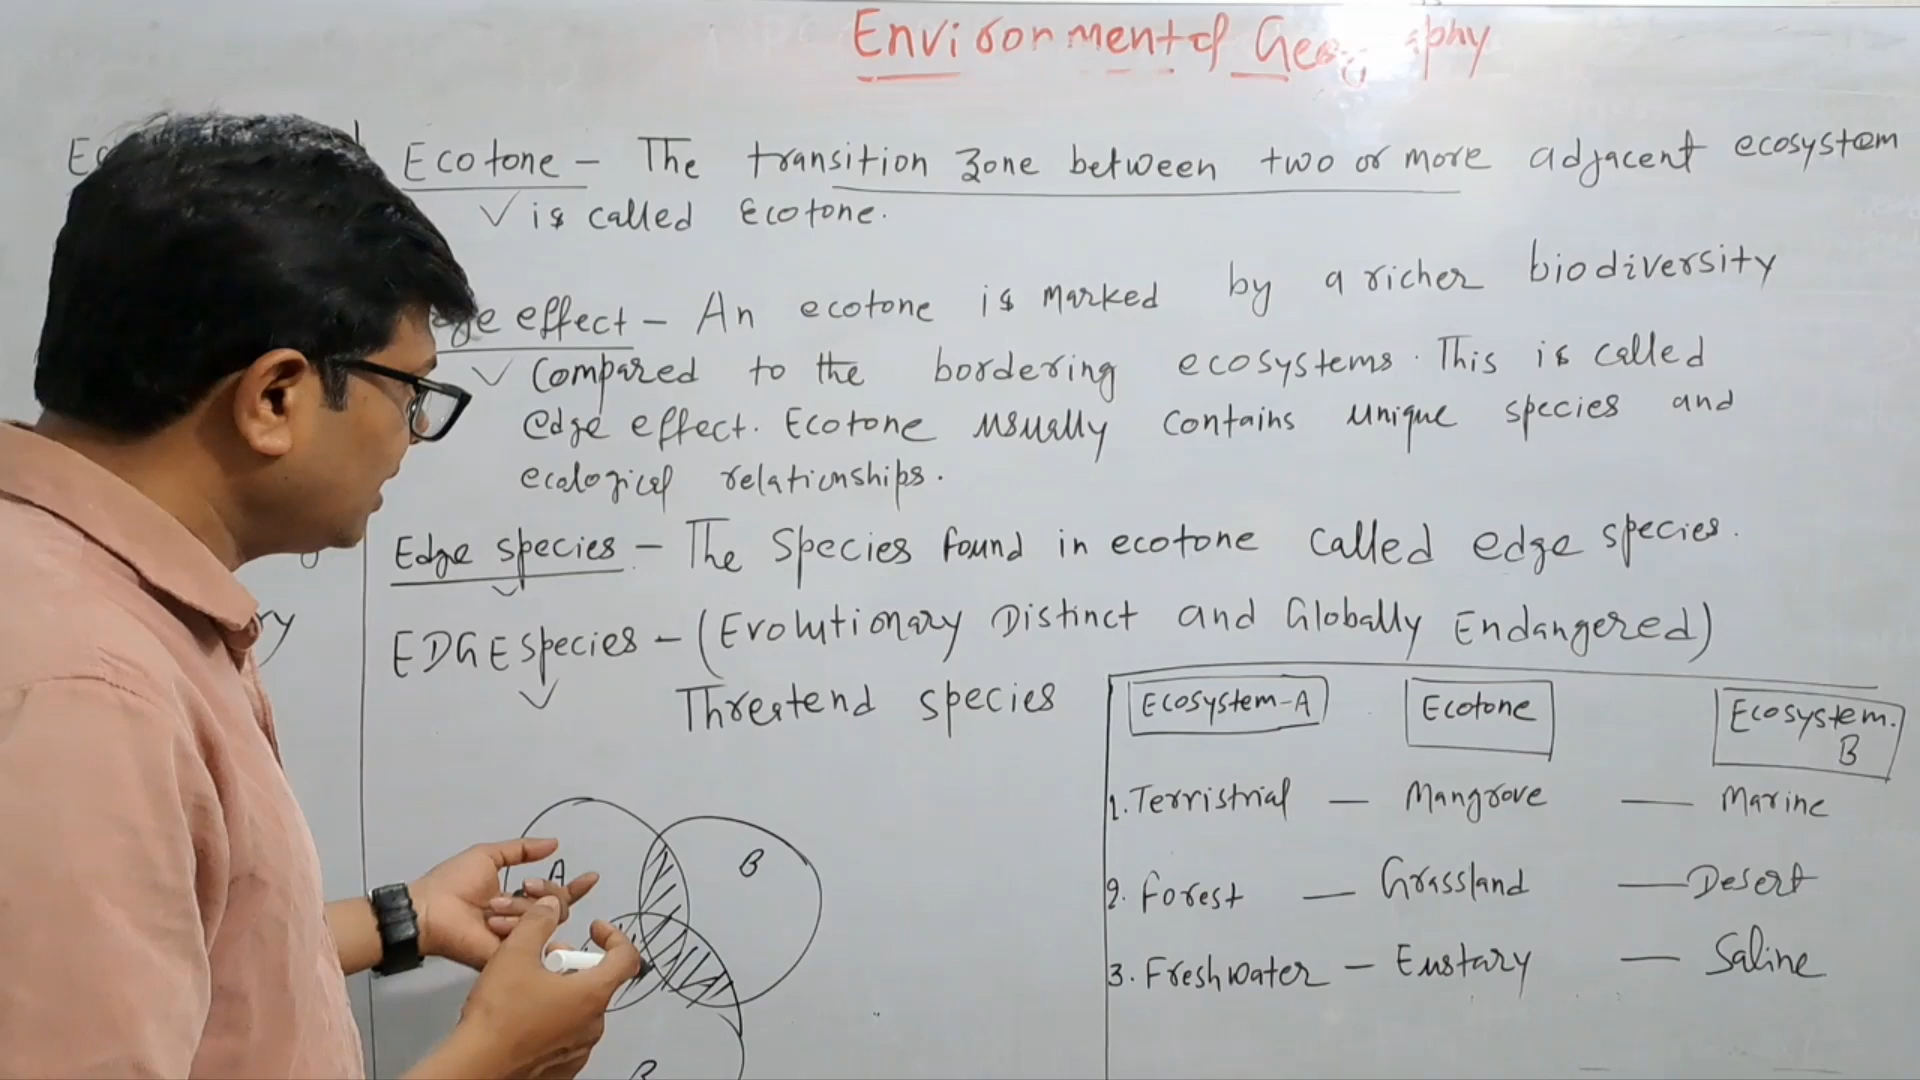 Environmental Geography
Ecotone - The transition zone between two or more adjacent ecosystem
is called Ecotone.
effect - An ecotone is marked by a richer biodiversity
compared to the bordering ecosystems. This is called
edge effect. Ecotone usually contains unique species and
ecological relationships.
Edge species - The species found in ecotone called edge species.
EDGE species - (Evolutionary Distinct and Globally Endangered)
Threatend species
Ecosystem-A Ecotone Ecosystem.
B
1. Terristrial - Mangrove - Marine
2. Forest - Grassland - Desert
3. Freshwater - Eustary - Saline
A B